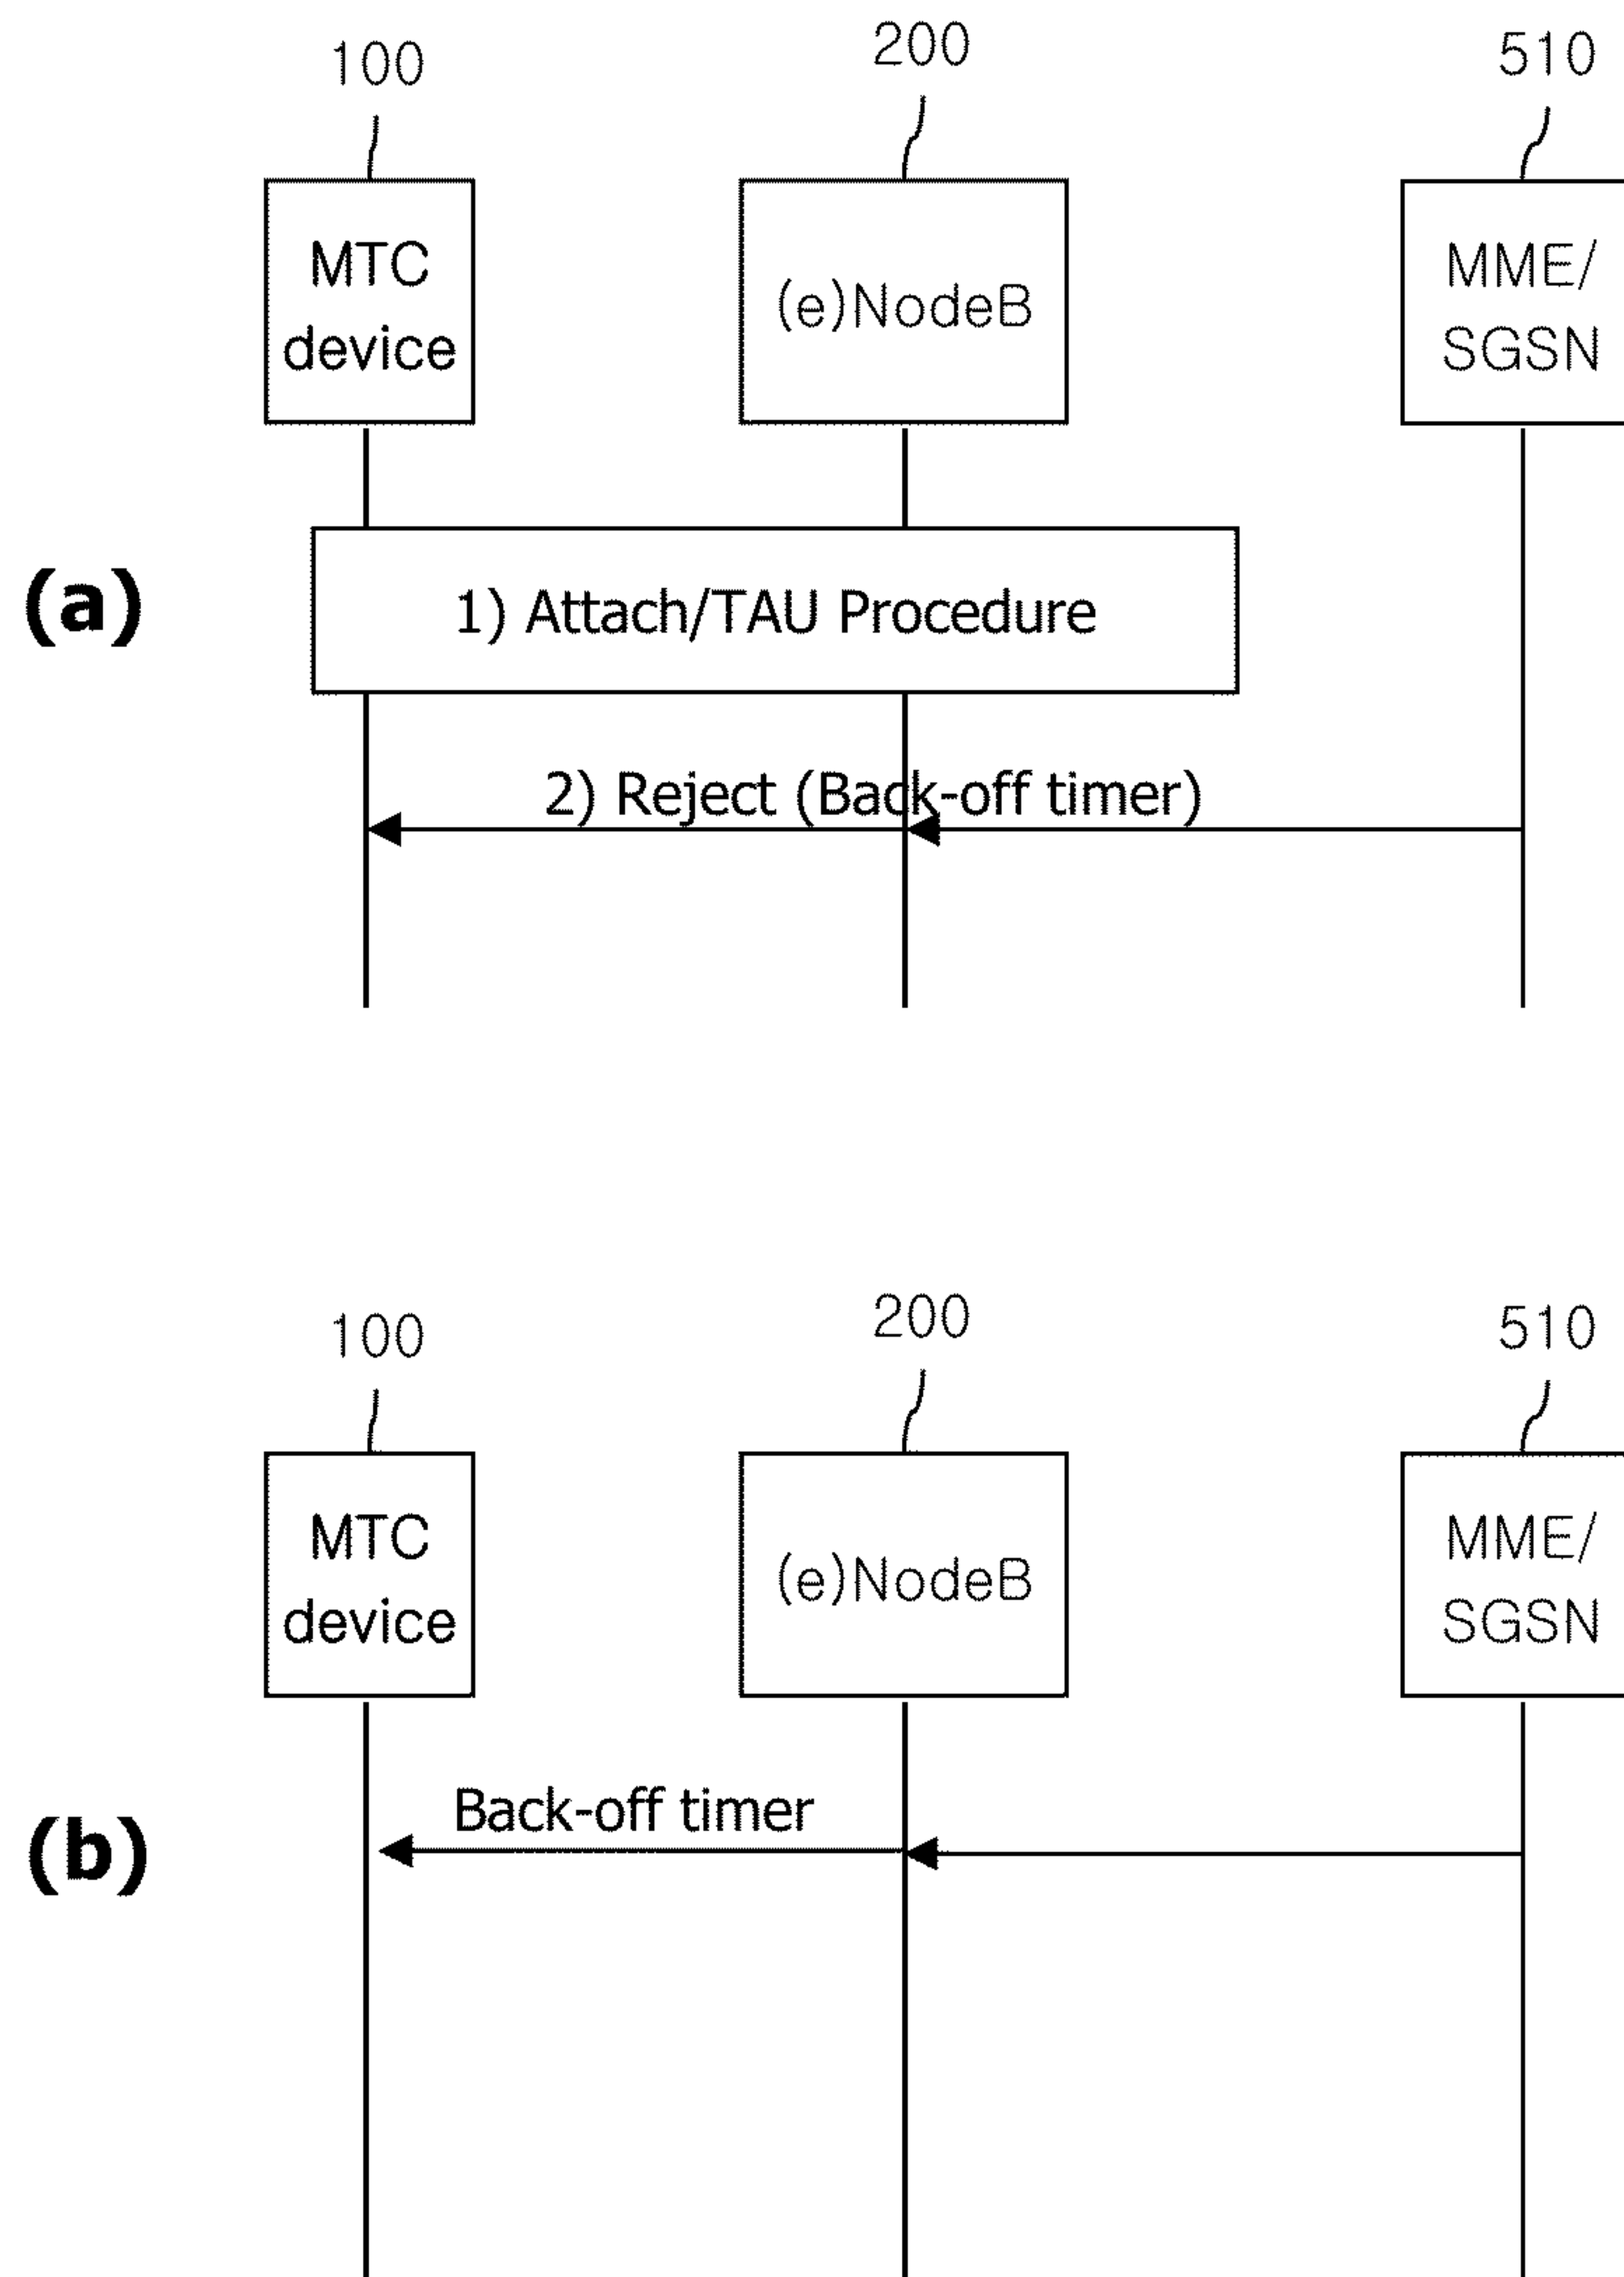 100
200
510
MTC
device
(e)NodeB
MME/
SGSN
(a)
1) Attach/TAU Procedure
2) Reject (Back-off timer)
100
200
510
MTC
device
(e)NodeB
MME/
SGSN
(b)
Back-off timer